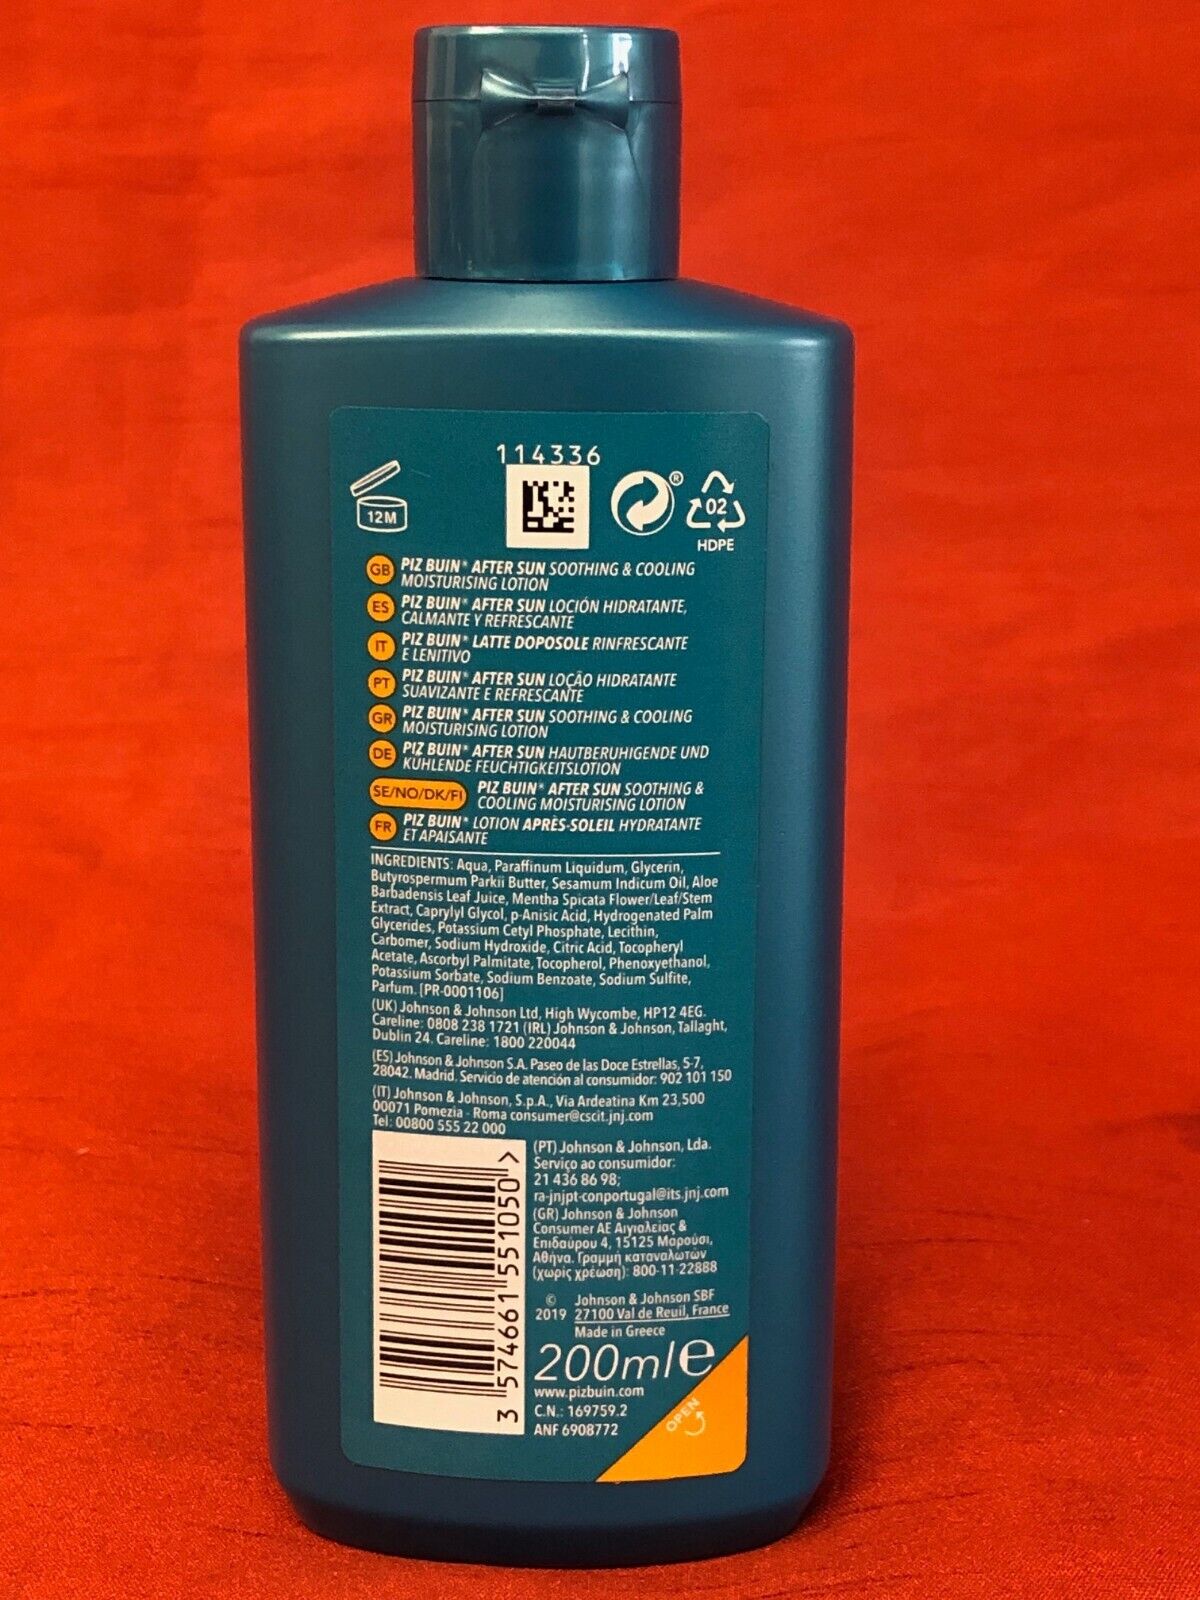 114336
12M
®
02
HDPE
GB PIZ BUIN® AFTER SUN SOOTHING & COOLING
MOISTURISING LOTION
ES PIZ BUIN® AFTER SUN LOCIÓN HIDRATANTE,
CALMANTE Y REFRESCANTE
IT PIZ BUIN® LATTE DOPOSOLE RINFRESCANTE
E LENITIVO
PT PIZ BUIN® AFTER SUN LOÇÃO HIDRATANTE
SUAVIZANTE E REFRESCANTE
GR PIZ BUIN® AFTER SUN SOOTHING & COOLING
MOISTURISING LOTION
DE PIZ BUIN® AFTER SUN HAUTBERUHIGENDE UND
KÜHLENDE FEUCHTIGKEITSLOTION
SE/NO/DK/FI PIZ BUIN® AFTER SUN SOOTHING &
COOLING MOISTURISING LOTION
FR PIZ BUIN® LOTION APRÈS-SOLEIL HYDRATANTE
ET APAISANTE
INGREDIENTS: Aqua, Paraffinum Liquidum, Glycerin,
Butyrospermum Parkii Butter, Sesamum Indicum Oil, Aloe
Barbadensis Leaf Juice, Mentha Spicata Flower/Leaf/Stem
Extract, Caprylyl Glycol, p-Anisic Acid, Hydrogenated Palm
Glycerides, Potassium Cetyl Phosphate, Lecithin,
Carbomer, Sodium Hydroxide, Citric Acid, Tocopheryl
Acetate, Ascorbyl Palmitate, Tocopherol, Phenoxyethanol,
Potassium Sorbate, Sodium Benzoate, Sodium Sulfite,
Parfum. [PR-0001106]
(UK) Johnson & Johnson Ltd, High Wycombe, HP12 4EG.
Careline: 0808 238 1721 (IRL) Johnson & Johnson, Tallaght,
Dublin 24. Careline: 1800 220044
(ES) Johnson & Johnson S.A. Paseo de las Doce Estrellas, 5-7,
28042. Madrid. Servicio de atención al consumidor: 902 101 150
(IT) Johnson & Johnson, S.p.A., Via Ardeatina Km 23,500
00071 Pomezia - Roma consumer@cscit.jnj.com
Tel: 00800 555 22 000
(PT) Johnson & Johnson, Lda.
Serviço ao consumidor:
21 436 86 98;
ra-jnjpt-conportugal@its.jnj.com
(GR) Johnson & Johnson
Consumer AE Αιγιαλείας &
Επιδαύρου 4, 15125 Μαρούσι,
Αθήνα. Γραμμή καταναλωτών
(χωρίς χρέωση): 800-11-22888
© Johnson & Johnson SBF
2019 27100 Val de Reuil, France
Made in Greece
200ml e
www.pizbuin.com
C.N.: 169759.2
ANF 6908772
3 574661 551050 >
OPEN